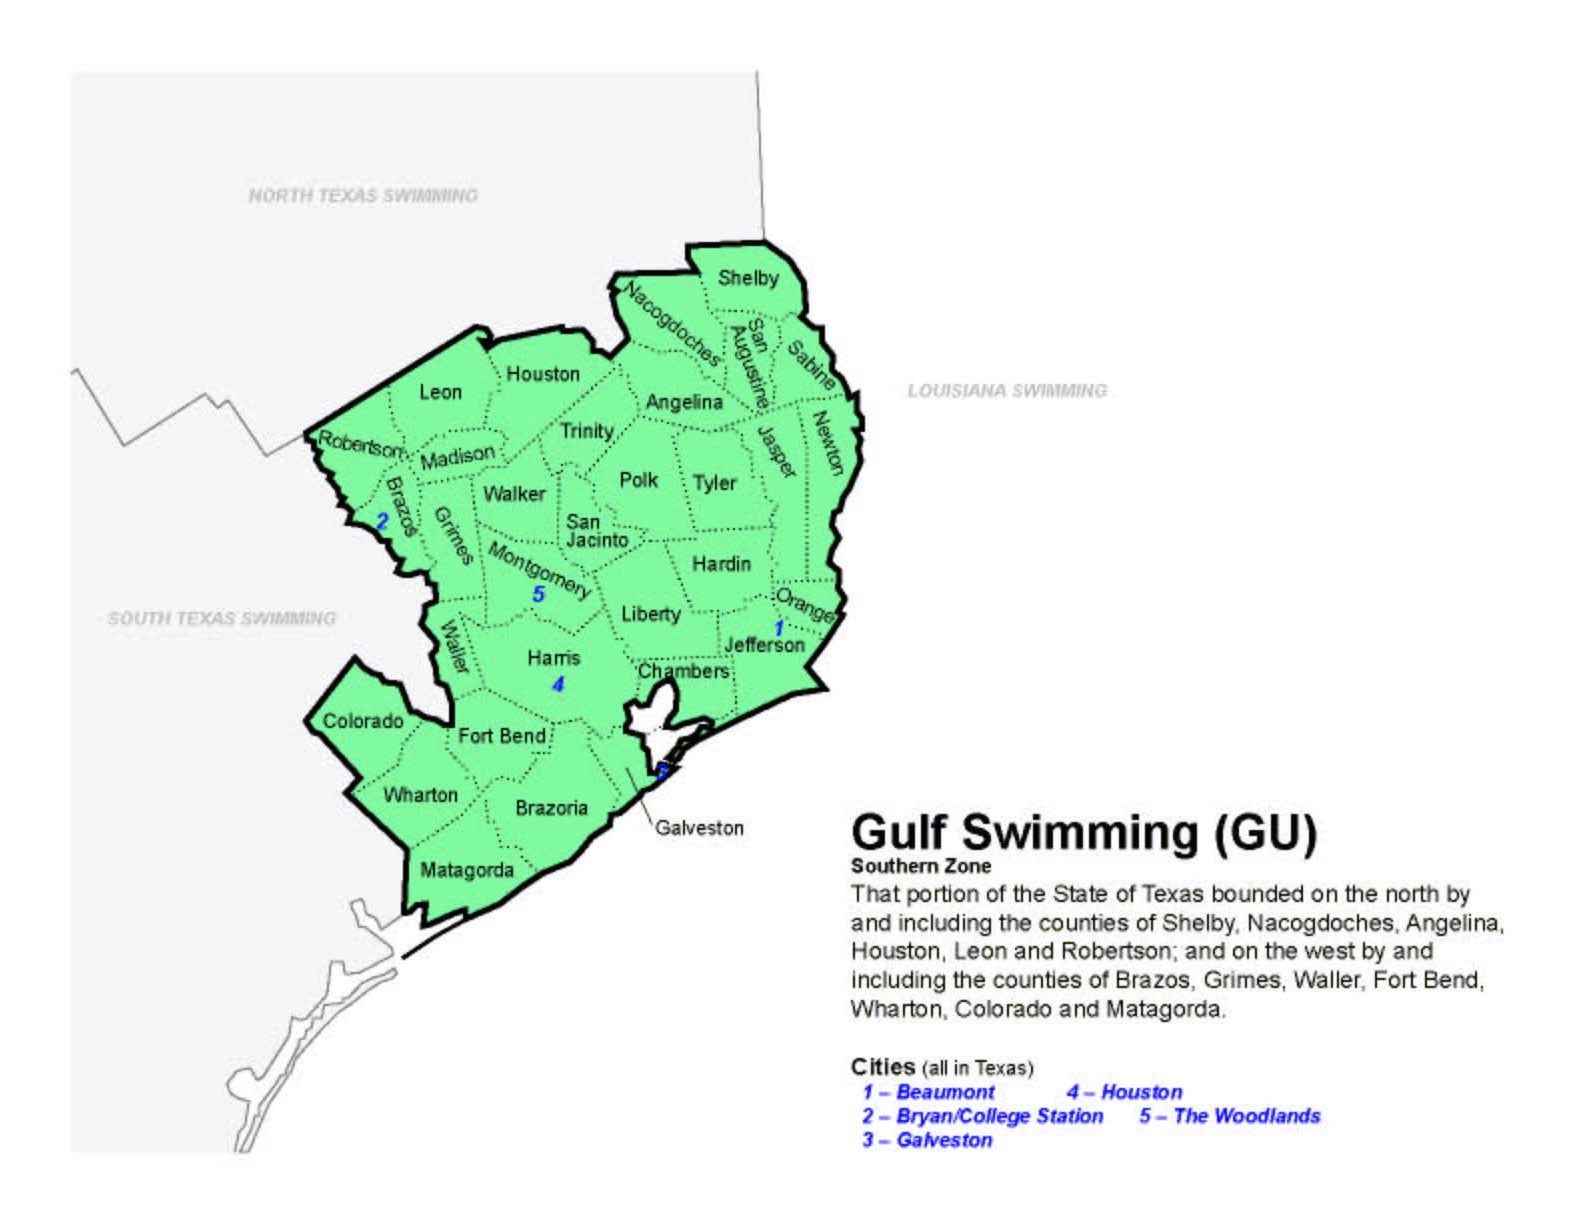 NORTH TEXAS SWIMMING
Shelby
Nacogdoches
San
Augustine
Sabine
Houston
Leon
LOUISIANA SWIMMING
Angelina
Trinity
Robertson
Madison
Jasper
Newton
Polk
Tyler
Walker
Brazos
2
Grimes
San
Jacinto
Montgomery
5
Hardin
Orange
1
SOUTH TEXAS SWIMMING
Liberty
Waller
Jefferson
Harris
4
Chambers
Colorado
Fort Bend
3
Wharton
Brazoria
Galveston
Matagorda
Gulf Swimming (GU)
Southern Zone
That portion of the State of Texas bounded on the north by
and including the counties of Shelby, Nacogdoches, Angelina,
Houston, Leon and Robertson; and on the west by and
including the counties of Brazos, Grimes, Waller, Fort Bend,
Wharton, Colorado and Matagorda.
Cities (all in Texas)
1 – Beaumont 4 – Houston
2 – Bryan/College Station 5 – The Woodlands
3 – Galveston